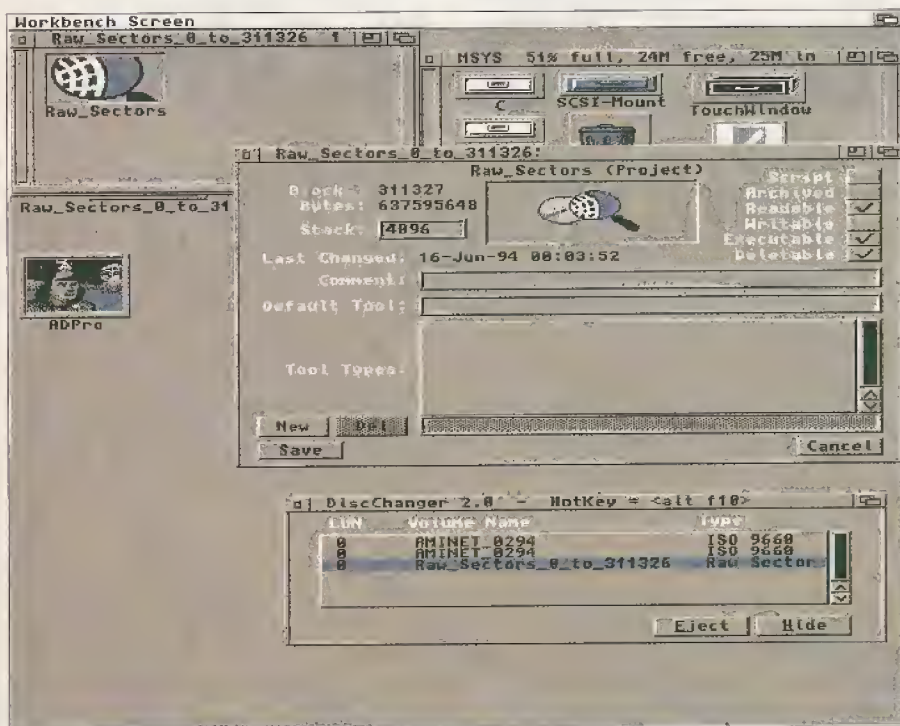 Workbench Screen
Raw_Sectors_0_to_311326 1
Raw_Sectors
MSYS 51% full, 24M free, 25M in
C
SCSI-Mount
TouchWindow
Raw_Sectors_0_to_31
ADPro
Raw_Sectors_0_to_311326:
Raw_Sectors (Project)
Blocks: 311327
Bytes: 637595648
Stack: 4096
Script
Archived
Readable
Writable
Executable
Deletable
Last Changed: 16-Jun-94 00:03:52
Comment:
Default Tool:
Tool Types:
New
Del
Save
Cancel
DiscChanger 2.0 - HotKey = <alt f10>
LUN Volume Name Type
0 AMINET_0294 ISO 9660
0 AMINET_0294 ISO 9660
0 Raw_Sectors_0_to_311326 Raw Sector
Eject
Hide